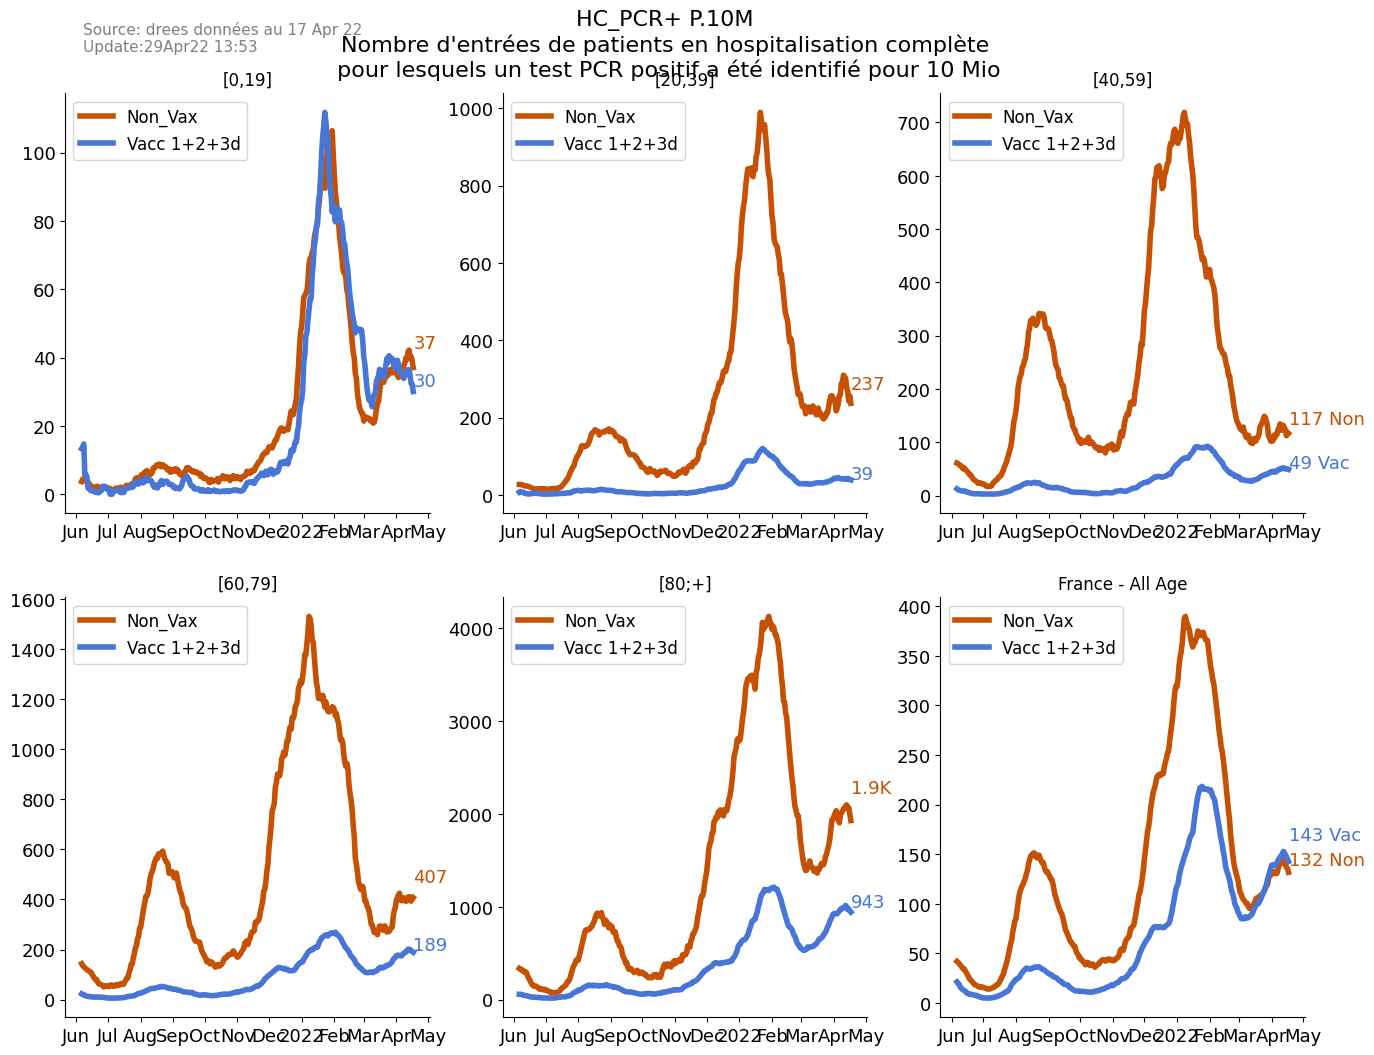 HC_PCR+ P.10M
Source: drees données au 17 Apr 22
Update:29Apr22 13:53
Nombre d'entrées de patients en hospitalisation complète
pour lesquels un test PCR positif a été identifié pour 10 Mio
[0,19]
Non_Vax
Vacc 1+2+3d
100
80
60
40
20
0
37
30
Jun Jul Aug Sep Oct Nov Dec 2022 Feb Mar Apr May
[20,39]
Non_Vax
Vacc 1+2+3d
1000
800
600
400
200
0
237
39
Jun Jul Aug Sep Oct Nov Dec 2022 Feb Mar Apr May
[40,59]
Non_Vax
Vacc 1+2+3d
700
600
500
400
300
200
100
0
117 Non
49 Vac
Jun Jul Aug Sep Oct Nov Dec 2022 Feb Mar Apr May
[60,79]
Non_Vax
Vacc 1+2+3d
1600
1400
1200
1000
800
600
400
200
0
407
189
Jun Jul Aug Sep Oct Nov Dec 2022 Feb Mar Apr May
[80;+]
Non_Vax
Vacc 1+2+3d
4000
3000
2000
1000
0
1.9K
943
Jun Jul Aug Sep Oct Nov Dec 2022 Feb Mar Apr May
France - All Age
Non_Vax
Vacc 1+2+3d
400
350
300
250
200
150
100
50
0
143 Vac
132 Non
Jun Jul Aug Sep Oct Nov Dec 2022 Feb Mar Apr May